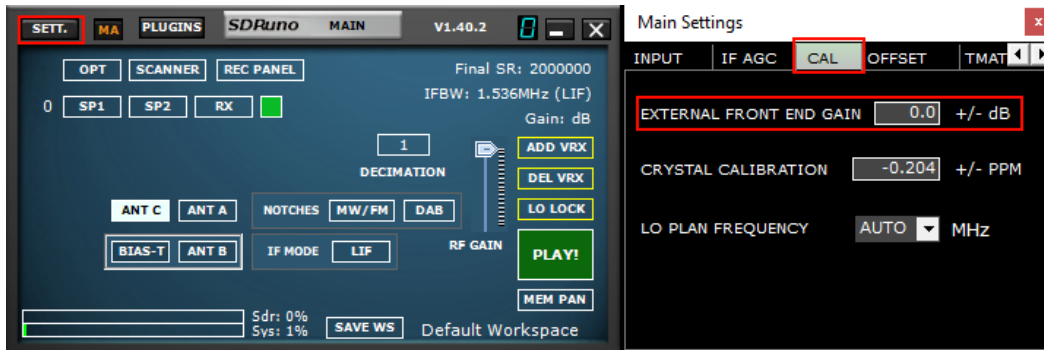 SETT. MA PLUGINS SDRuno MAIN V1.40.2
OPT SCANNER REC PANEL Final SR: 2000000
IFBW: 1.536MHz (LIF)
0 SP1 SP2 RX
Gain: dB
1 ADD VRX
DECIMATION DEL VRX
ANT C ANT A NOTCHES MW/FM DAB LO LOCK
BIAS-T ANT B IF MODE LIF RF GAIN PLAY!
MEM PAN
Sdr: 0%
Sys: 1% SAVE WS Default Workspace
Main Settings x
INPUT IF AGC CAL OFFSET TMAT
EXTERNAL FRONT END GAIN 0.0 +/- dB
CRYSTAL CALIBRATION -0.204 +/- PPM
LO PLAN FREQUENCY AUTO MHz